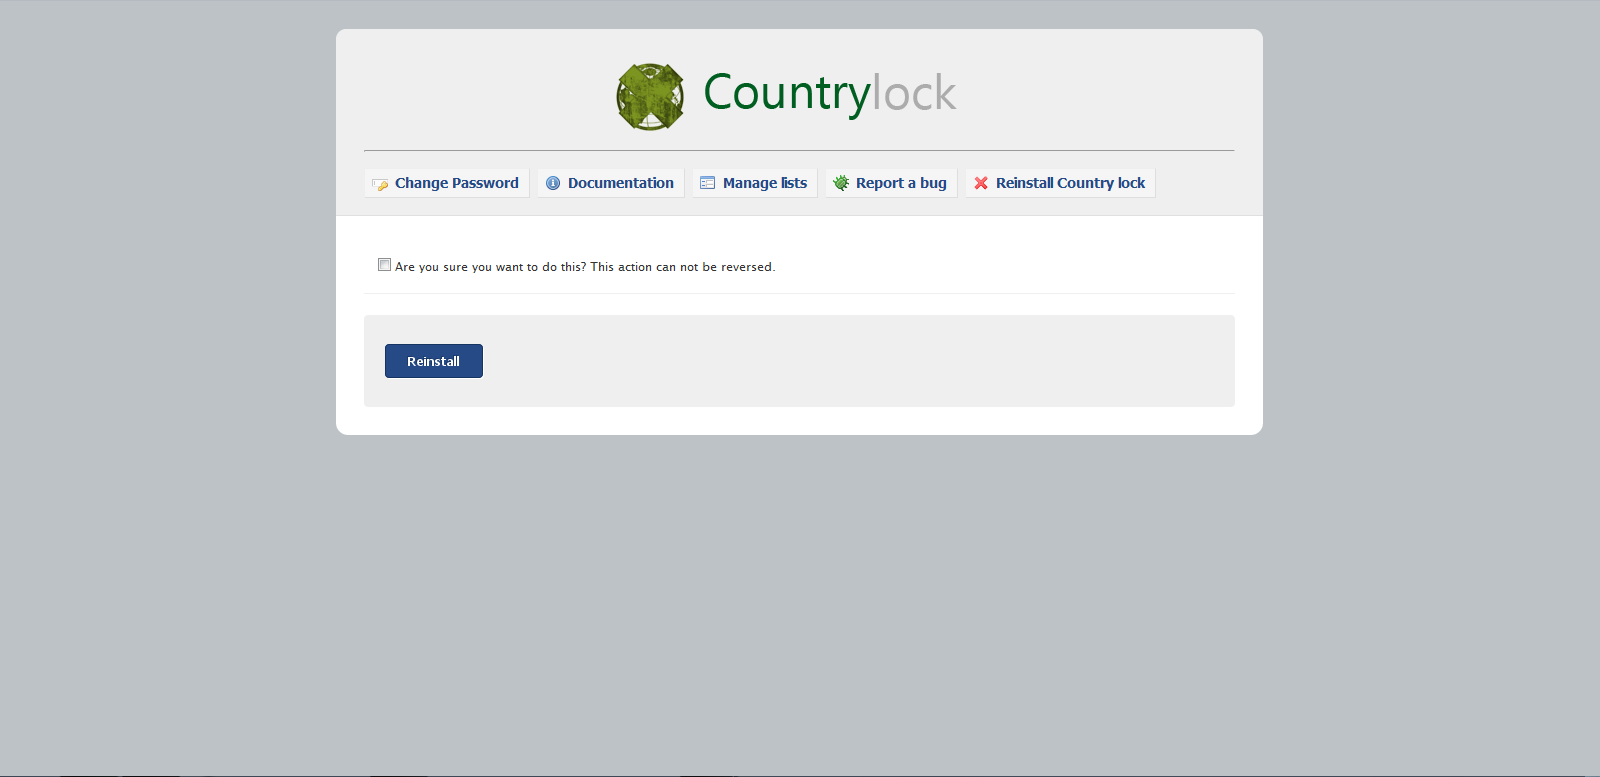 Countrylock
Change Password Documentation Manage lists Report a bug Reinstall Country lock
Are you sure you want to do this? This action can not be reversed.
Reinstall